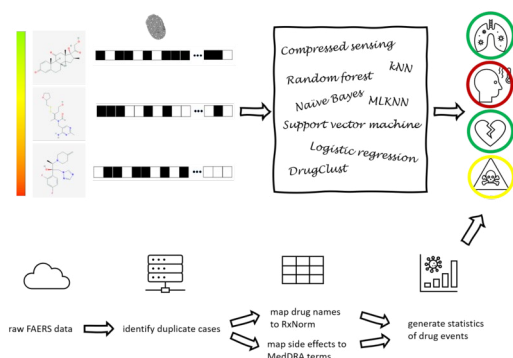 Compressed sensing
kNN
Random forest
Naive Bayes
MLKNN
Support vector machine
Logistic regression
DrugClust
raw FAERS data
identify duplicate cases
map drug names
to RxNorm
map side effects to
MedDRA terms
generate statistics
of drug events